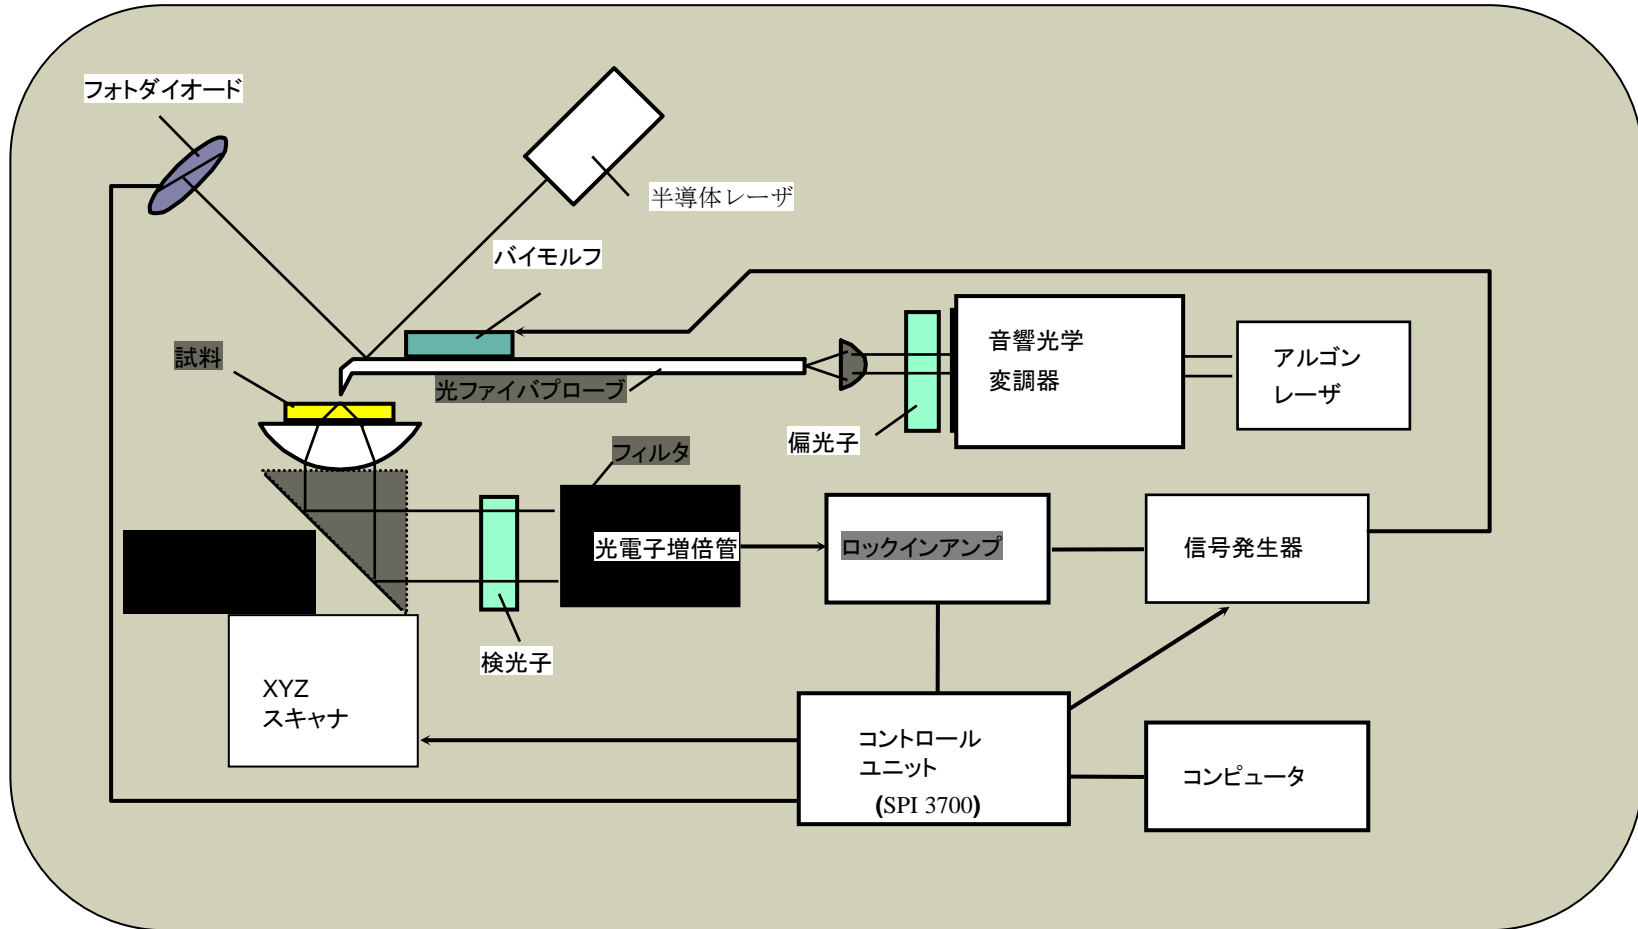 フォトダイオード
半導体レーザ
バイモルフ
試料
光ファイバプローブ
音響光学
変調器
アルゴン
レーザ
偏光子
フィルタ
光電子増倍管
ロックインアンプ
信号発生器
検光子
XYZ
スキャナ
コントロール
ユニット
(SPI 3700)
コンピュータ